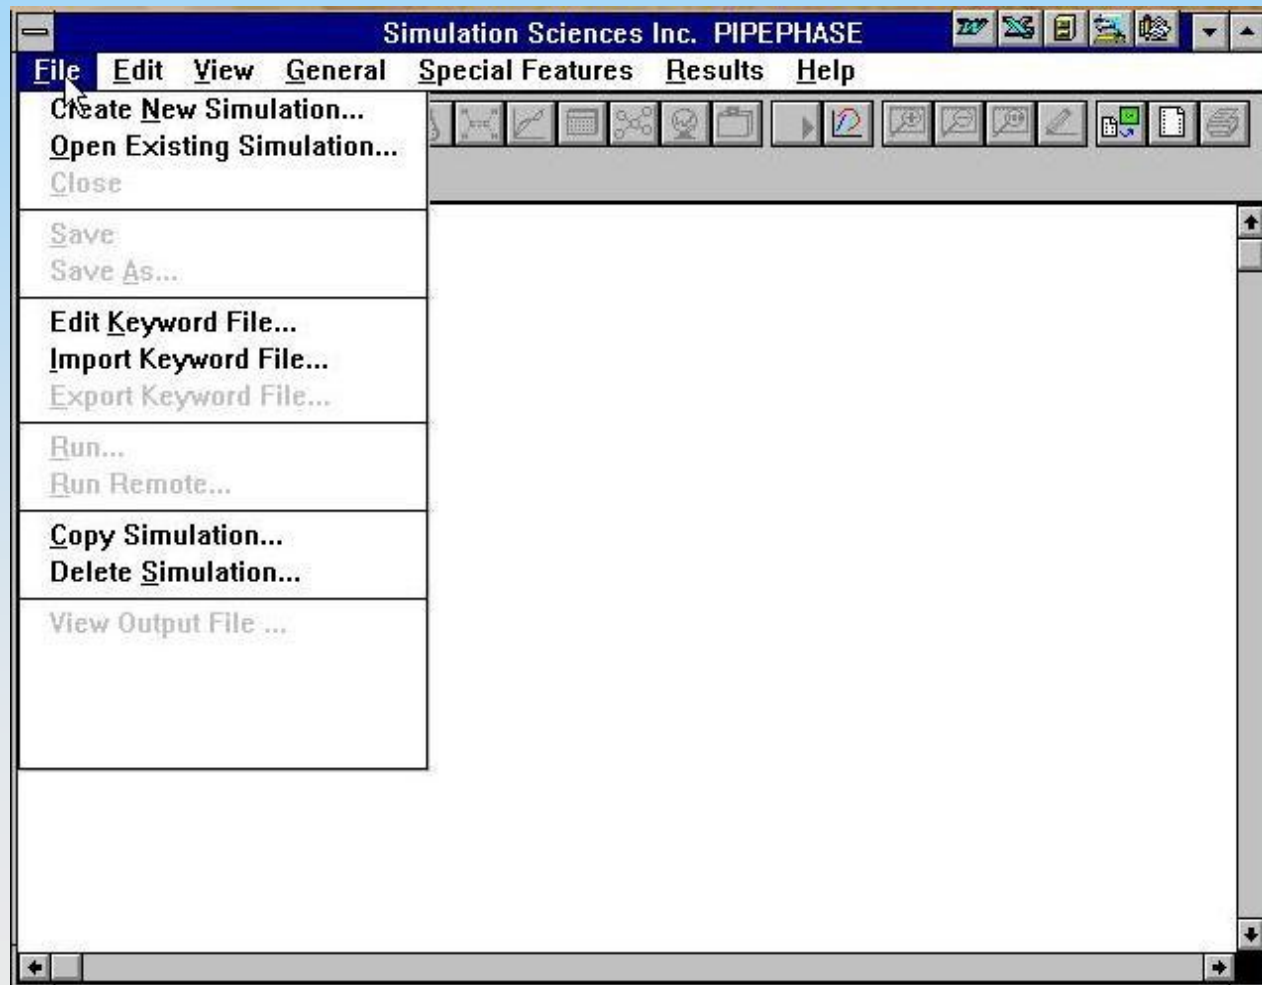 Simulation Sciences Inc. PIPEPHASE
File Edit View General Special Features Results Help
Create New Simulation...
Open Existing Simulation...
Close
Save
Save As...
Edit Keyword File...
Import Keyword File...
Export Keyword File...
Run...
Run Remote...
Copy Simulation...
Delete Simulation...
View Output File ...